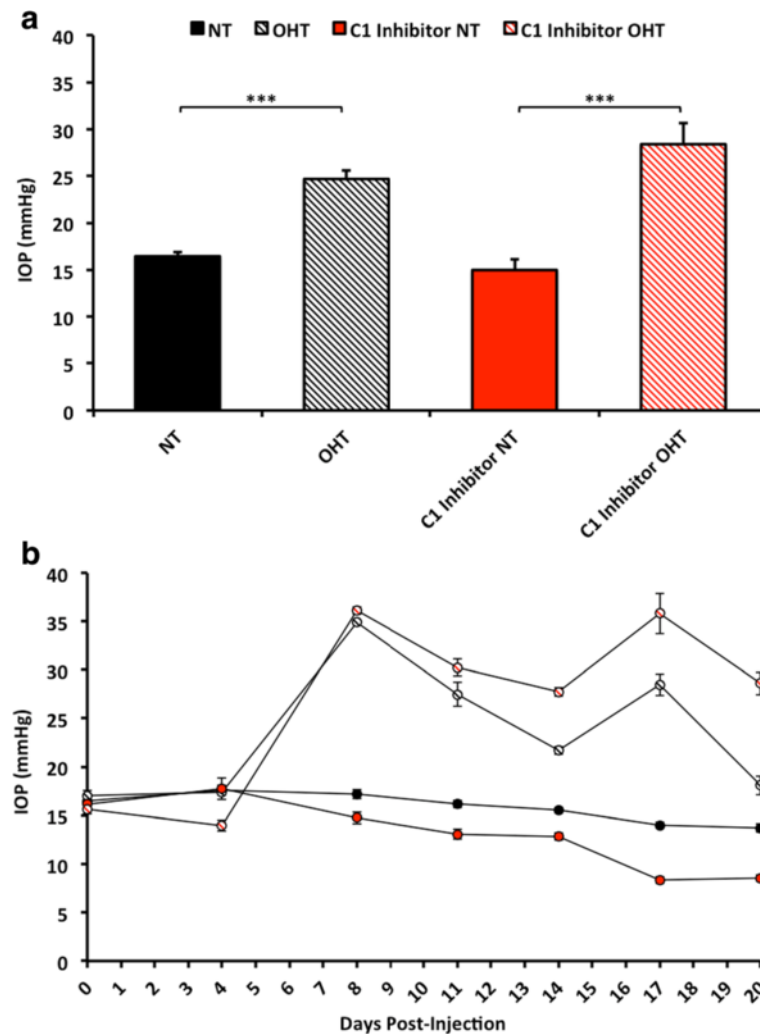 a
NT OHT C1 Inhibitor NT C1 Inhibitor OHT
40
35
30
25
20
15
10
5
0
IOP (mmHg)
*** ***
NT OHT C1 Inhibitor NT C1 Inhibitor OHT
b
40
35
30
25
20
15
10
5
0
IOP (mmHg)
0 1 2 3 4 5 6 7 8 9 10 11 12 13 14 15 16 17 18 19 20
Days Post-Injection